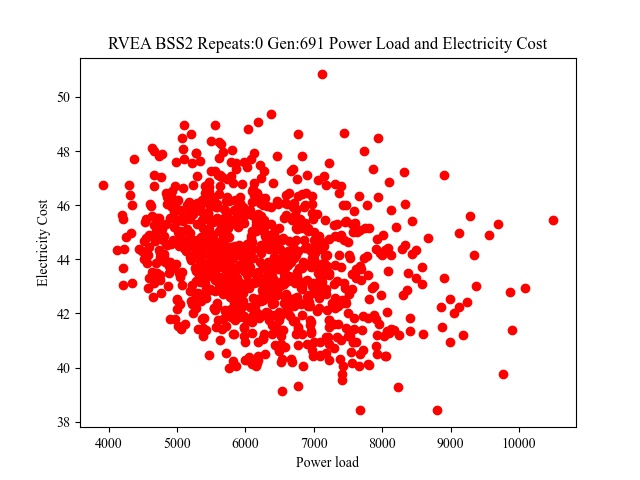 RVEA BSS2 Repeats:0 Gen:691 Power Load and Electricity Cost
Electricity Cost
50
48
46
44
42
40
38
4000 5000 6000 7000 8000 9000 10000
Power load